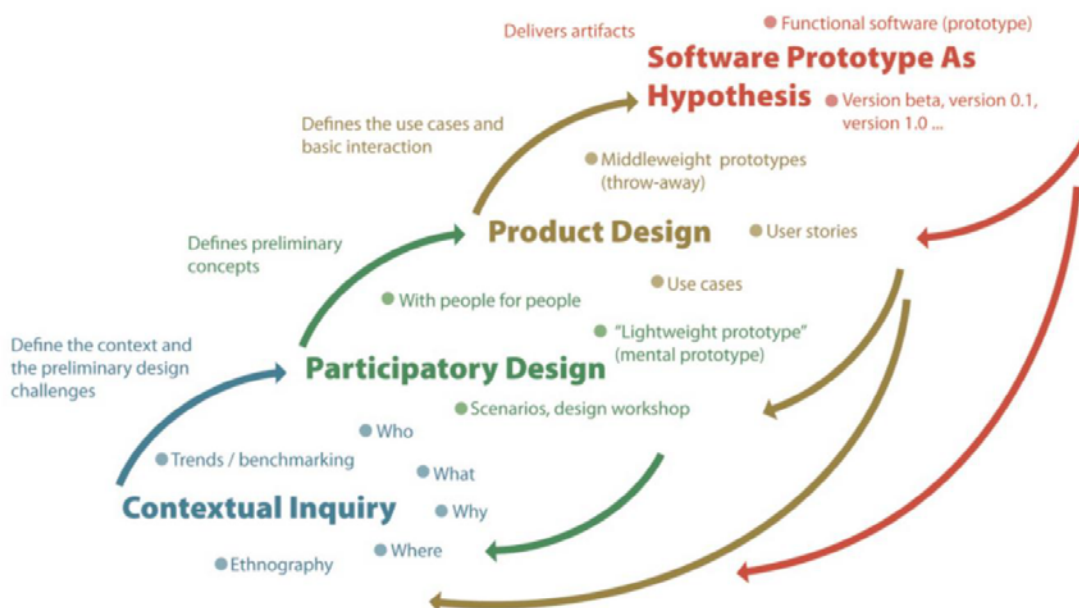 Functional software (prototype)
Delivers artifacts
Software Prototype As
Hypothesis
Version beta, version 0.1,
version 1.0 ...
Defines the use cases and
basic interaction
Middleweight prototypes
(throw-away)
Product Design
User stories
Defines preliminary
concepts
Use cases
With people for people
"Lightweight prototype"
(mental prototype)
Define the context and
the preliminary design
challenges
Participatory Design
Scenarios, design workshop
Who
Trends / benchmarking
What
Contextual Inquiry
Why
Where
Ethnography